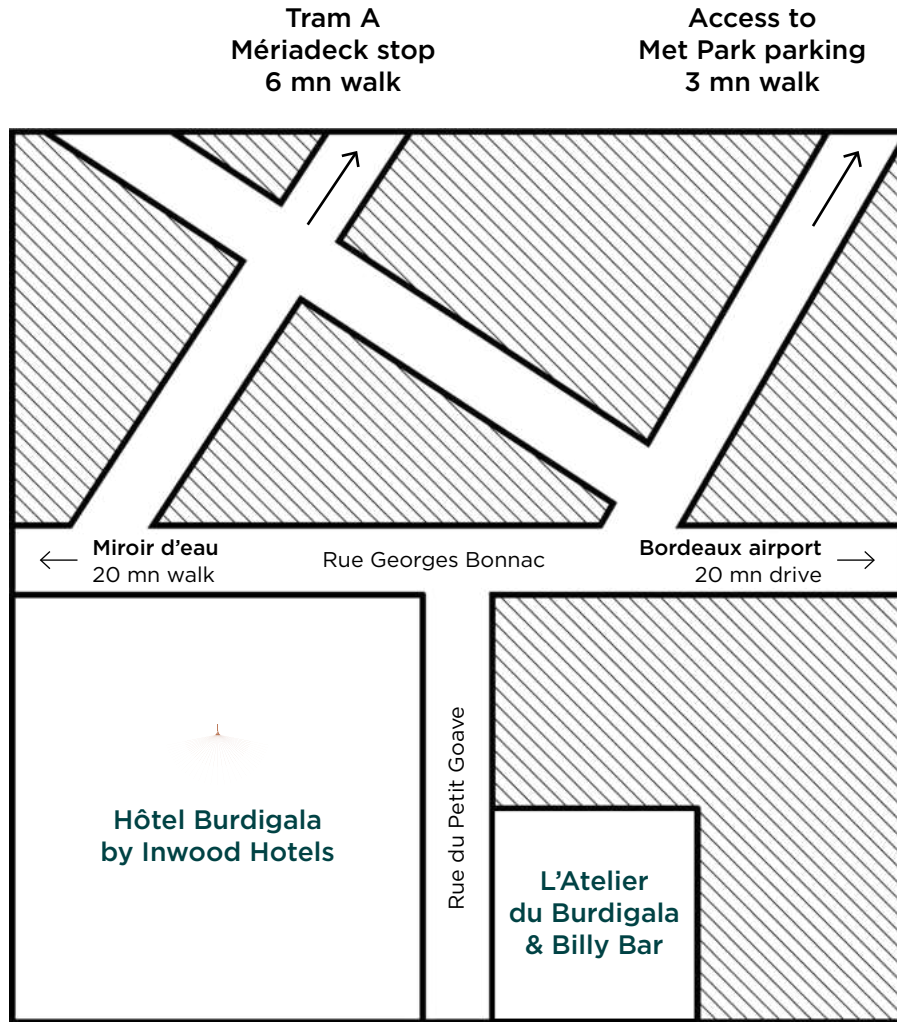 Tram A
Mériadeck stop
6 mn walk
Access to
Met Park parking
3 mn walk
Miroir d'eau
20 mn walk
Rue Georges Bonnac
Bordeaux airport
20 mn drive
Rue du Petit Goave
Hôtel Burdigala
by Inwood Hotels
L'Atelier
du Burdigala
& Billy Bar